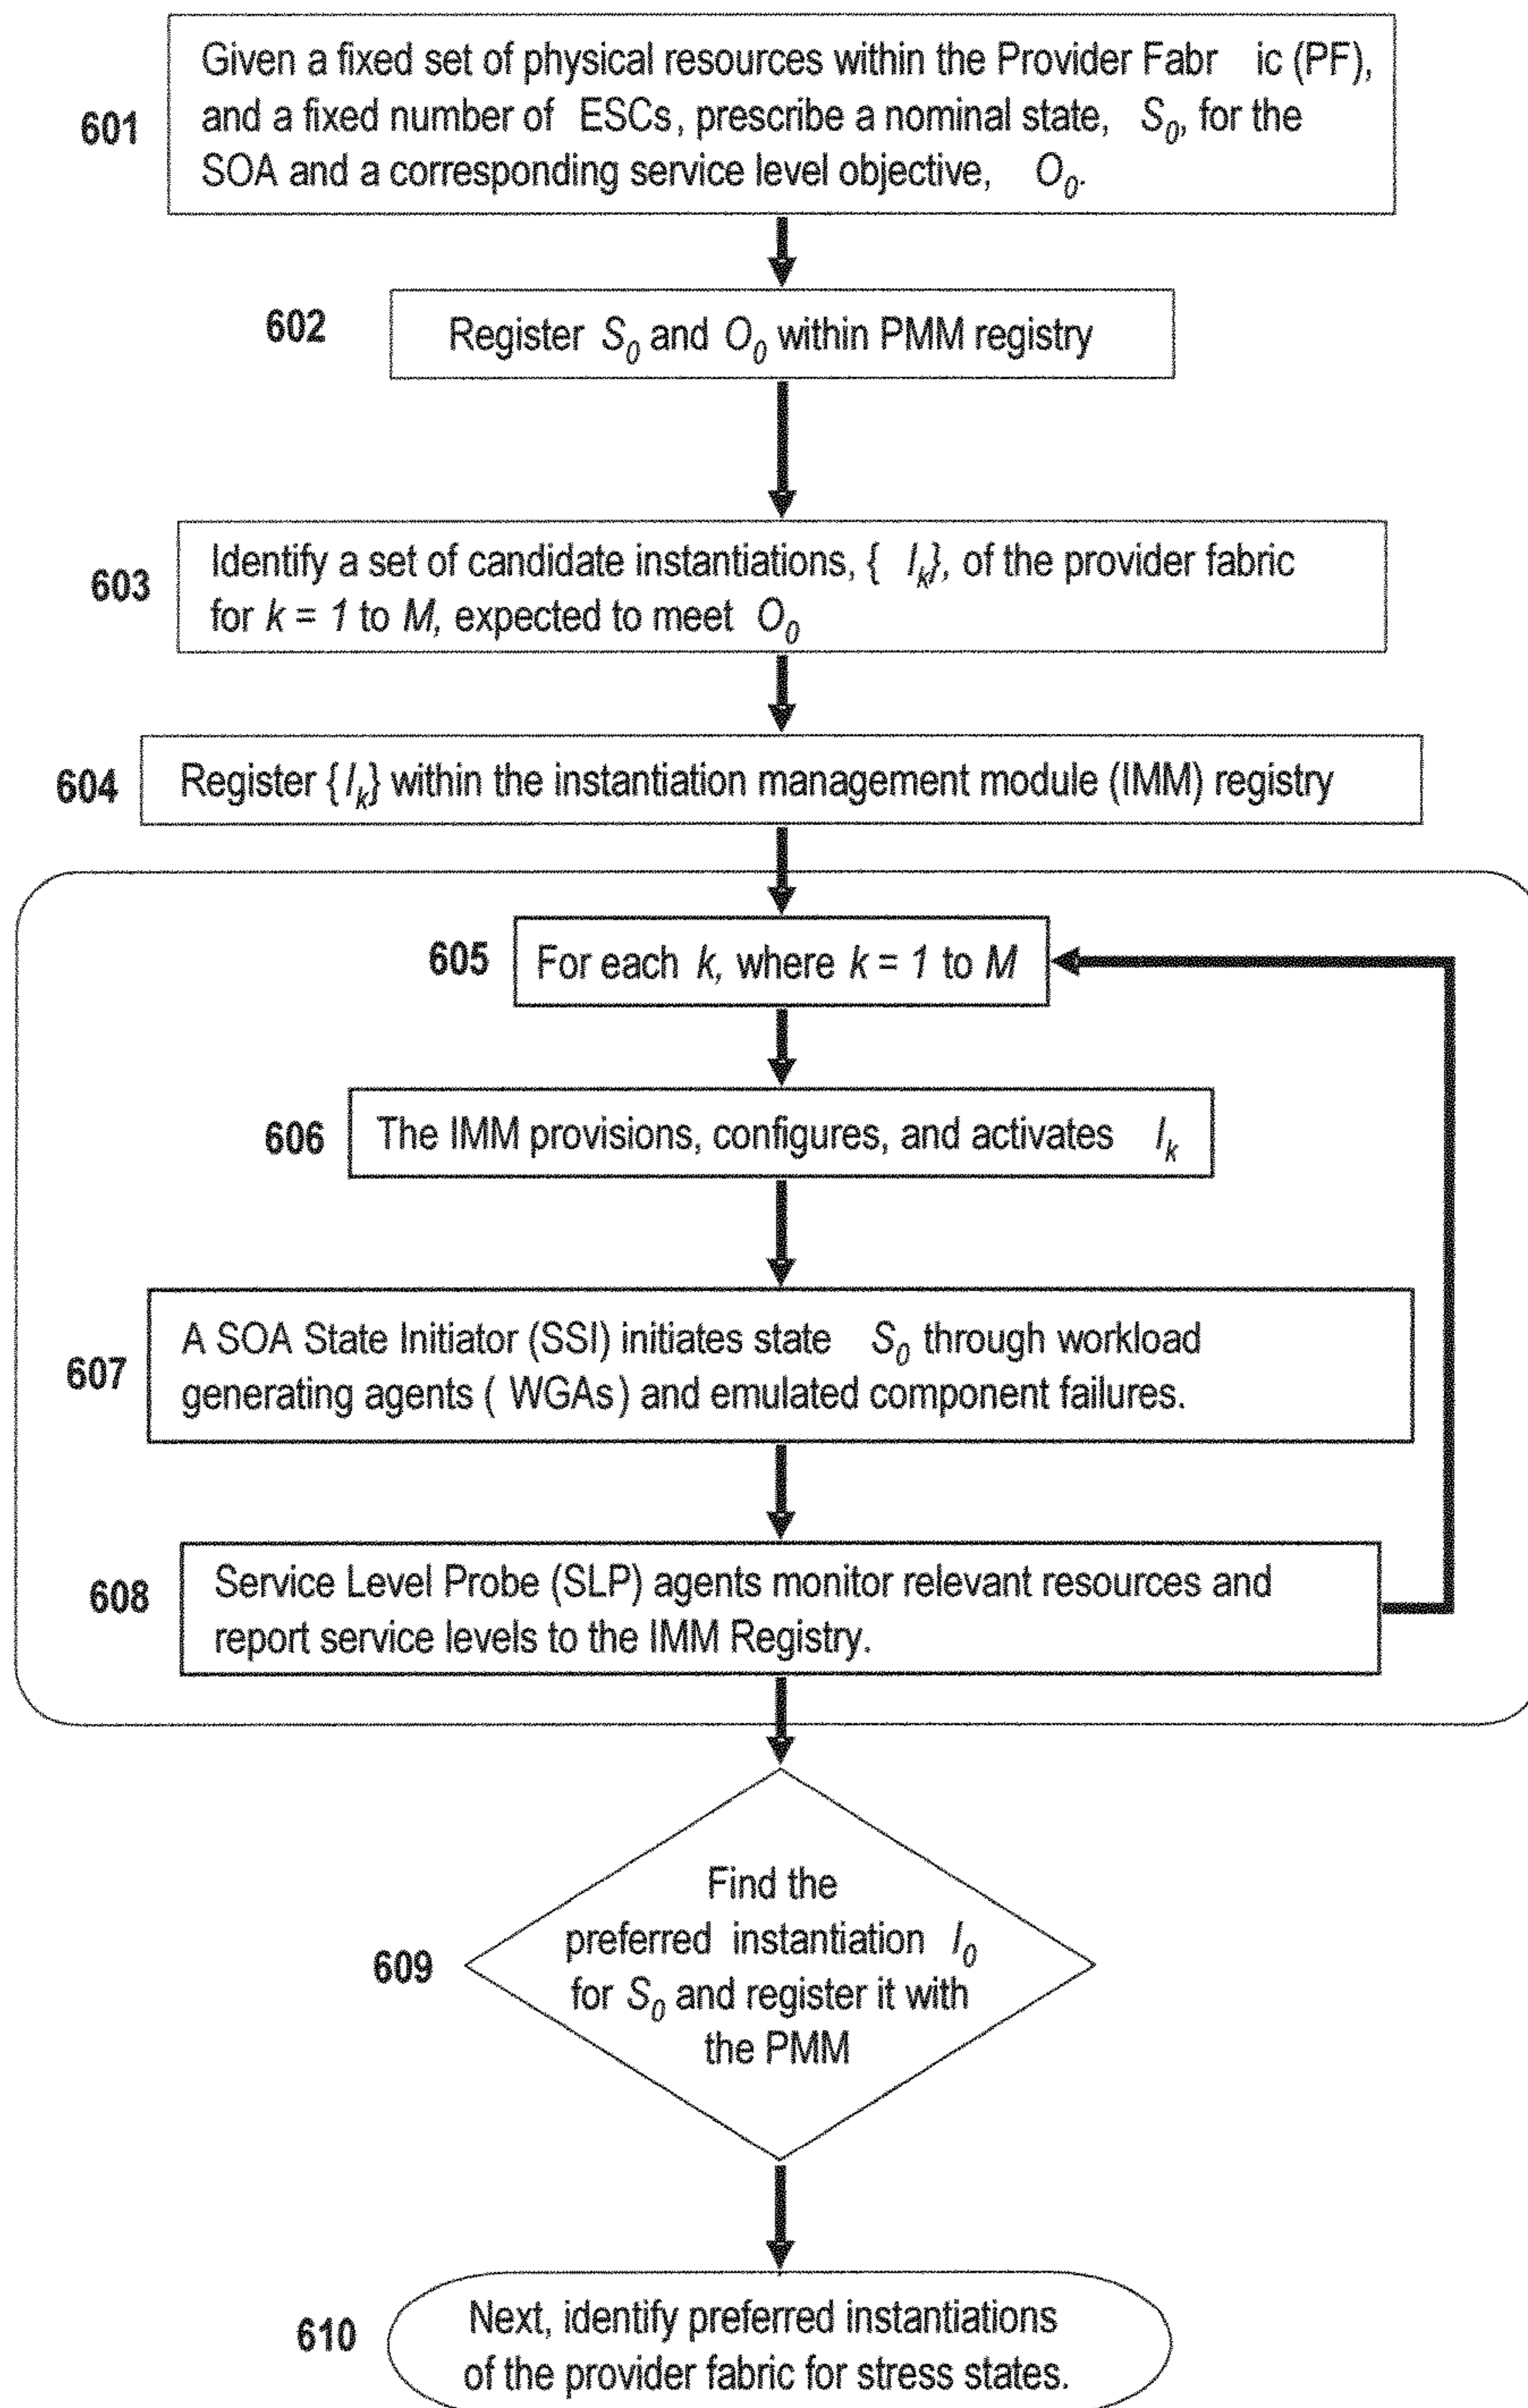 Given a fixed set of physical resources within the Provider Fabr ic (PF),
601
and a fixed number of ESCs, prescribe a nominal state, S0, for the
SOA and a corresponding service level objective, O0.
602
Register S0 and O0 within PMM registry
603
Identify a set of candidate instantiations, { Ik}, of the provider fabric
for k = 1 to M, expected to meet O0
604
Register {Ik} within the instantiation management module (IMM) registry
605
For each k, where k = 1 to M
606
The IMM provisions, configures, and activates Ik
607
A SOA State Initiator (SSI) initiates state S0 through workload
generating agents ( WGAs) and emulated component failures.
608
Service Level Probe (SLP) agents monitor relevant resources and
report service levels to the IMM Registry.
609
Find the
preferred instantiation I0
for S0 and register it with
the PMM
610
Next, identify preferred instantiations
of the provider fabric for stress states.